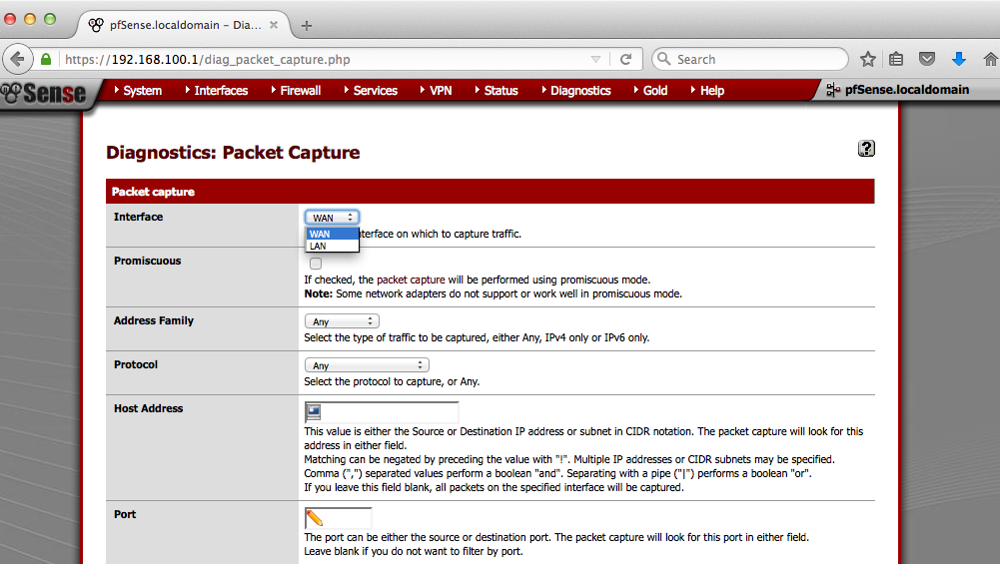 pfSense.localdomain - Dia...
https://192.168.100.1/diag_packet_capture.php
Search
Sense
System
Interfaces
Firewall
Services
VPN
Status
Diagnostics
Gold
Help
pfSense.localdomain
Diagnostics: Packet Capture
?
Packet capture
Interface
WAN
WAN
LAN
terface on which to capture traffic.
Promiscuous
If checked, the packet capture will be performed using promiscuous mode.
Note: Some network adapters do not support or work well in promiscuous mode.
Address Family
Any
Select the type of traffic to be captured, either Any, IPv4 only or IPv6 only.
Protocol
Any
Select the protocol to capture, or Any.
Host Address
This value is either the Source or Destination IP address or subnet in CIDR notation. The packet capture will look for this
address in either field.
Matching can be negated by preceding the value with "!". Multiple IP addresses or CIDR subnets may be specified.
Comma (",") separated values perform a boolean "and". Separating with a pipe ("|") performs a boolean "or".
If you leave this field blank, all packets on the specified interface will be captured.
Port
The port can be either the source or destination port. The packet capture will look for this port in either field.
Leave blank if you do not want to filter by port.